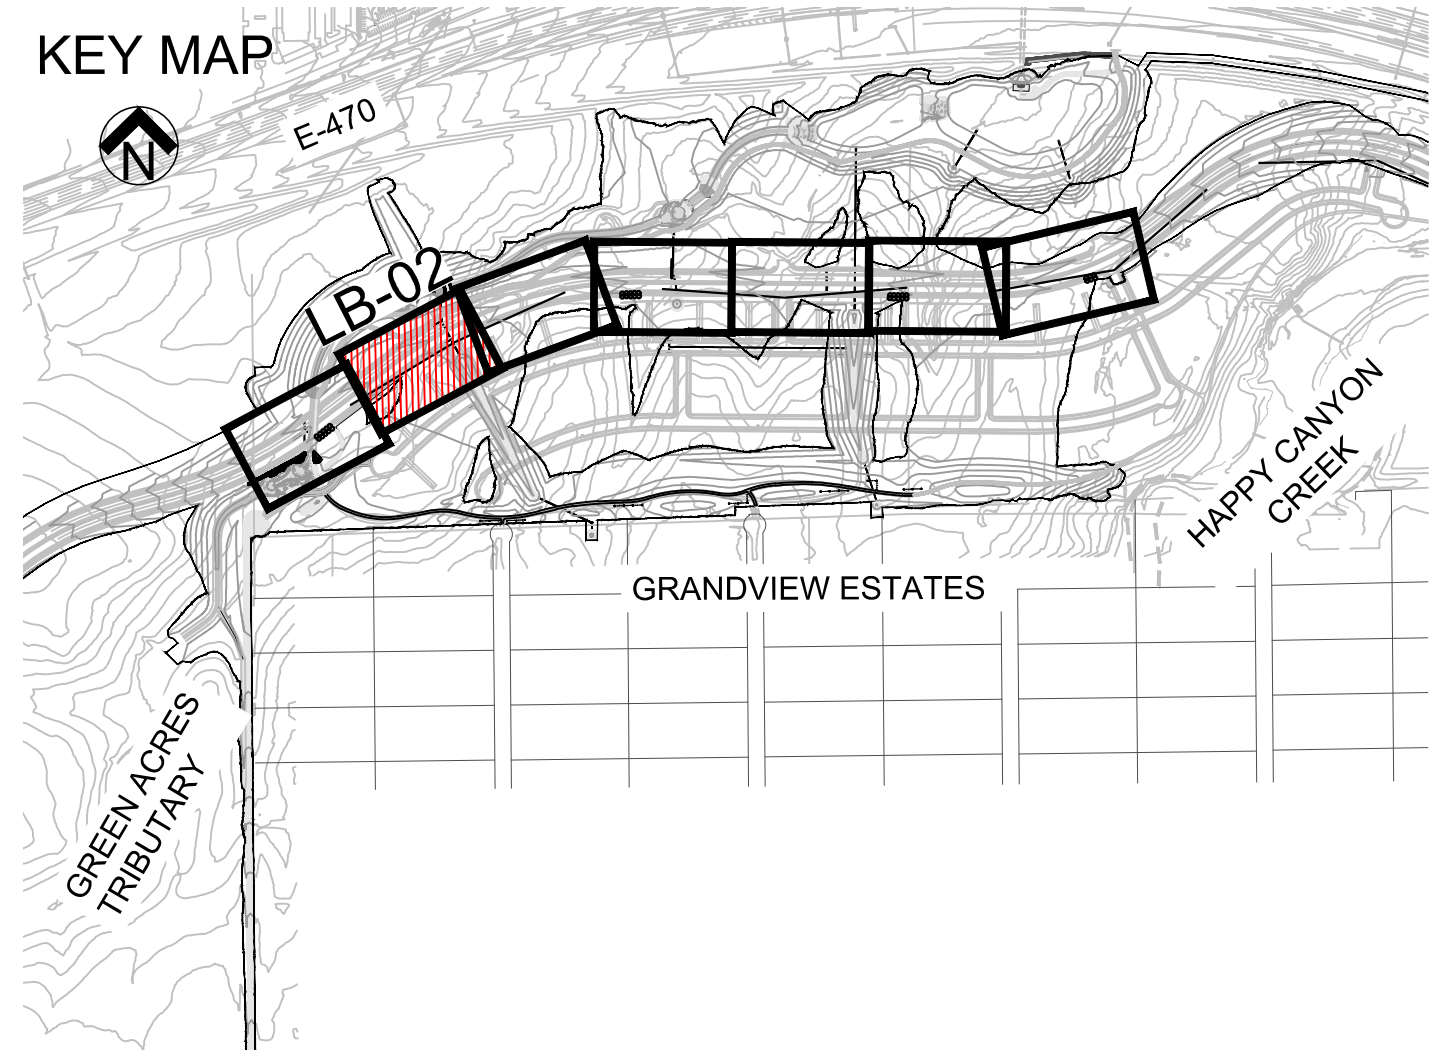 KEY MAP
N
E-470
LB-02
HAPPY CANYON
CREEK
GRANDVIEW ESTATES
GREEN ACRES
TRIBUTARY